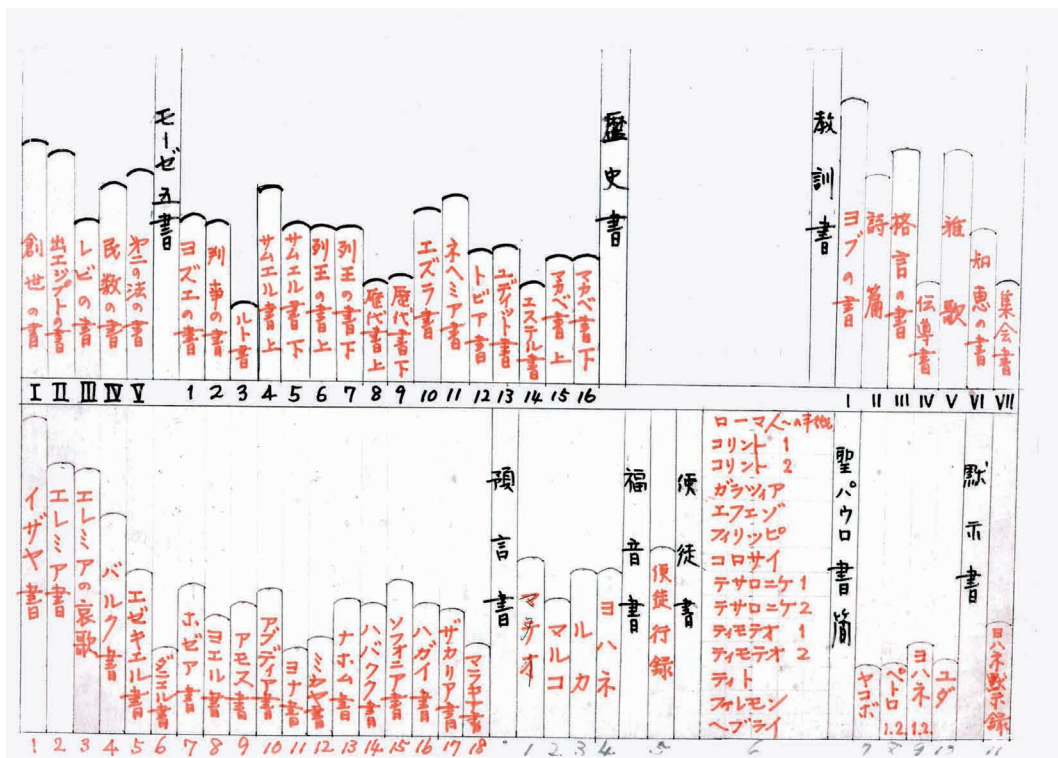 創世の書
出エジプトの書
レビの書
民数の書
第二の法の書
モーゼ五書
ヨズエの書
判事の書
ルト書
サムエル書上
サムエル書下
列王の書上
列王の書下
歴代書上
歴代書下
エズラ書
ネヘミア書
トビア書
ユディット書
エステル書
マカベ書上
マカベ書下
歴史書
教訓書
ヨブの書
詩篇
格言の書
伝導書
雅歌
知恵の書
集会書
I II III IV V 1 2 3 4 5 6 7 8 9 10 11 12 13 14 15 16 I II III IV V VI VII
イザヤ書
エレミア書
エレミアの哀歌
バルク書
エゼキエル書
ダニエル書
ホゼア書
ヨエル書
アモス書
アブディア書
ヨナ書
ミカヤ書
ナホム書
ハバクク書
ソフォニア書
ハガイ書
ザカリア書
マラキア書
預言書
マテオ
マルコ
ルカ
ヨハネ
福音書
使徒行録
使徒書
ローマ人への手紙
コリント 1
コリント 2
ガラツィア
エフェゾ
フィリッピ
コロサイ
テサロニケ 1
テサロニケ 2
ティモテオ 1
ティモテオ 2
ティト
フィレモン
ヘブライ
聖パウロ書簡
ヤコボ
ペトロ 1.2.
ヨハネ 1.2.
ユダ
黙示書
ヨハネ黙示録
1 2 3 4 5 6 7 8 9 10 11 12 13 14 15 16 17 18 1 2 3 4 5 6 7 8 9 10 11